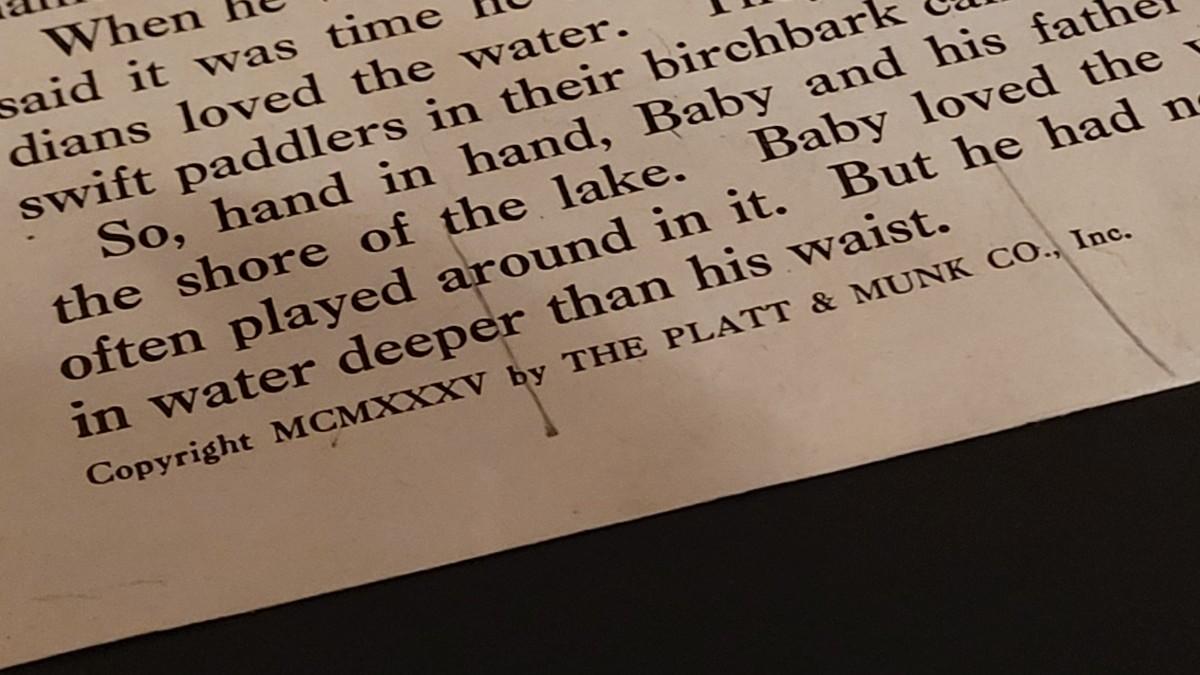 When he
said it was time he
dians loved the water.
swift paddlers in their birchbark
So, hand in hand, Baby and his father
the shore of the lake. Baby loved the
often played around in it. But he had
in water deeper than his waist.
Copyright MCMXXXV by THE PLATT & MUNK CO., Inc.